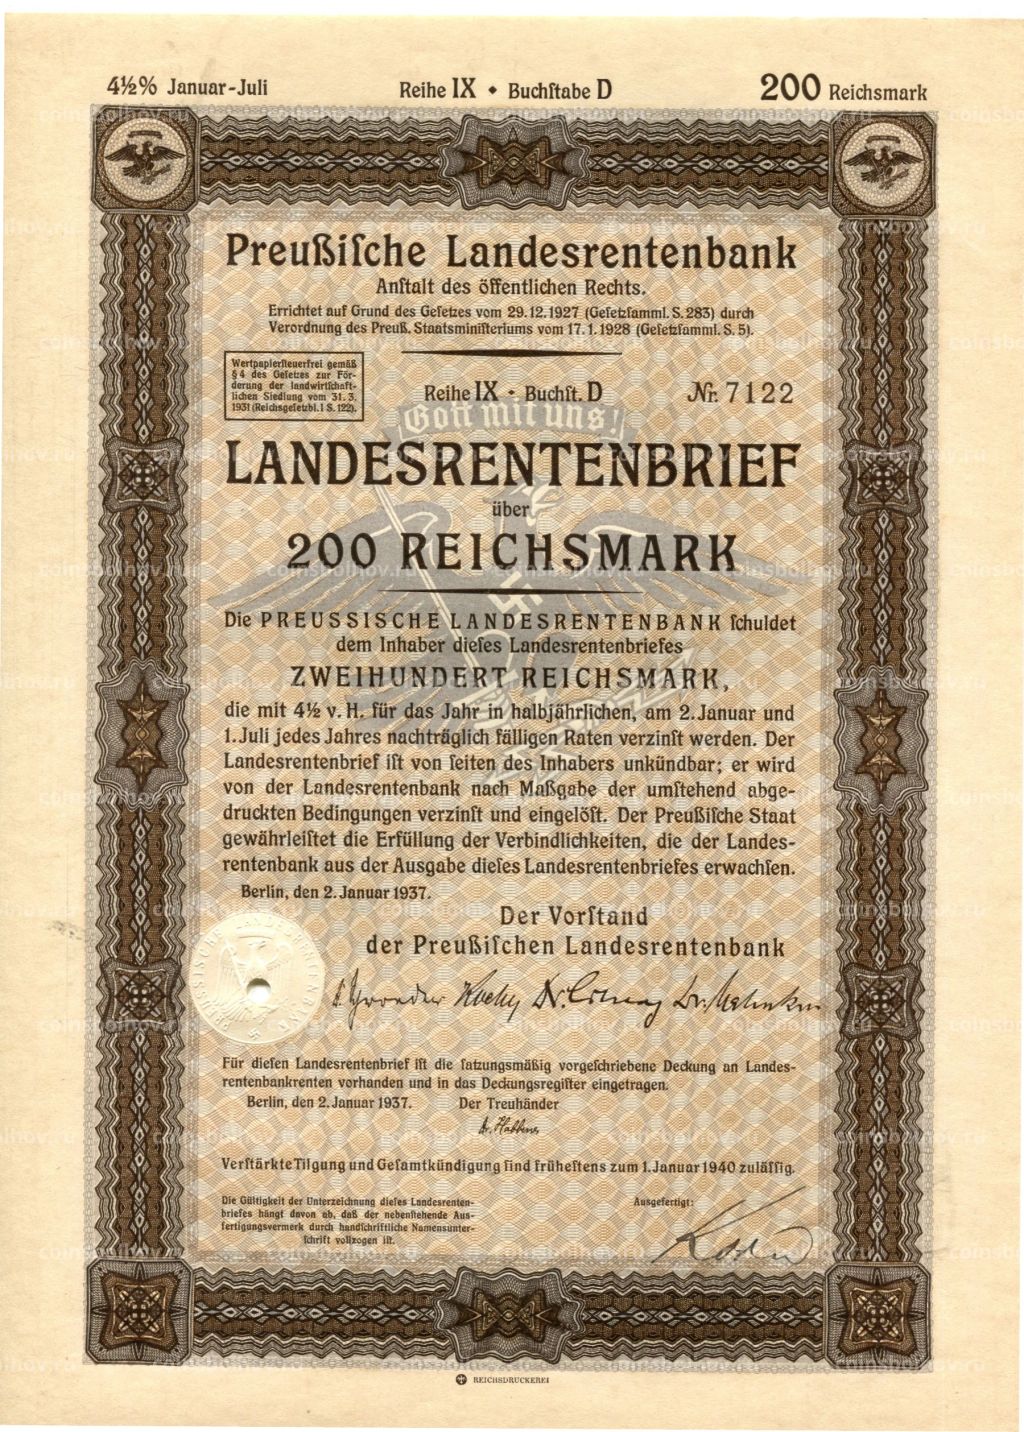 4½% Januar-Juli
Reihe IX • Buchſtabe D
200 Reichsmark
Preußiſche Landesrentenbank
Anſtalt des öffentlichen Rechts.
Errichtet auf Grund des Geſetzes vom 29.12.1927 (Geſetzſamml. S. 283) durch
Verordnung des Preuß. Staatsminiſteriums vom 17.1.1928 (Geſetzſamml. S. 5).
Wertpapierſteuerfrei gemäß
§ 4 des Geſetzes zur För-
derung der landwirtſchaft-
lichen Siedlung vom 31. 3.
1931 (Reichsgeſetzbl. I S. 122).
Reihe IX • Buchſt. D
Nr. 7122
Gott mit uns!
LANDESRENTENBRIEF
über
200 REICHSMARK
Die PREUSSISCHE LANDESRENTENBANK ſchuldet
dem Inhaber dieſes Landesrentenbriefes
ZWEIHUNDERT REICHSMARK,
die mit 4½ v. H. für das Jahr in halbjährlichen, am 2. Januar und
1. Juli jedes Jahres nachträglich fälligen Raten verzinſt werden. Der
Landesrentenbrief iſt von ſeiten des Inhabers unkündbar; er wird
von der Landesrentenbank nach Maßgabe der umſtehend abge-
druckten Bedingungen verzinſt und eingelöſt. Der Preußiſche Staat
gewährleiſtet die Erfüllung der Verbindlichkeiten, die der Landes-
rentenbank aus der Ausgabe dieſes Landesrentenbriefes erwachſen.
Berlin, den 2. Januar 1937.
Der Vorſtand
der Preußiſchen Landesrentenbank
PREUSSISCHE LANDESRENTENBANK
Für dieſen Landesrentenbrief iſt die ſatzungsmäßig vorgeſchriebene Deckung an Landes-
rentenbankrenten vorhanden und in das Deckungsregiſter eingetragen.
Berlin, den 2. Januar 1937.
Der Treuhänder
Verſtärkte Tilgung und Geſamtkündigung ſind früheſtens zum 1. Januar 1940 zuläſſig.
Die Gültigkeit der Unterzeichnung dieſes Landesrenten-
briefes hängt davon ab, daß der nebenſtehende Aus-
fertigungsvermerk durch handſchriftliche Namensunter-
ſchrift vollzogen iſt.
Ausgefertigt:
REICHSDRUCKEREI
coinsbolhov.ru